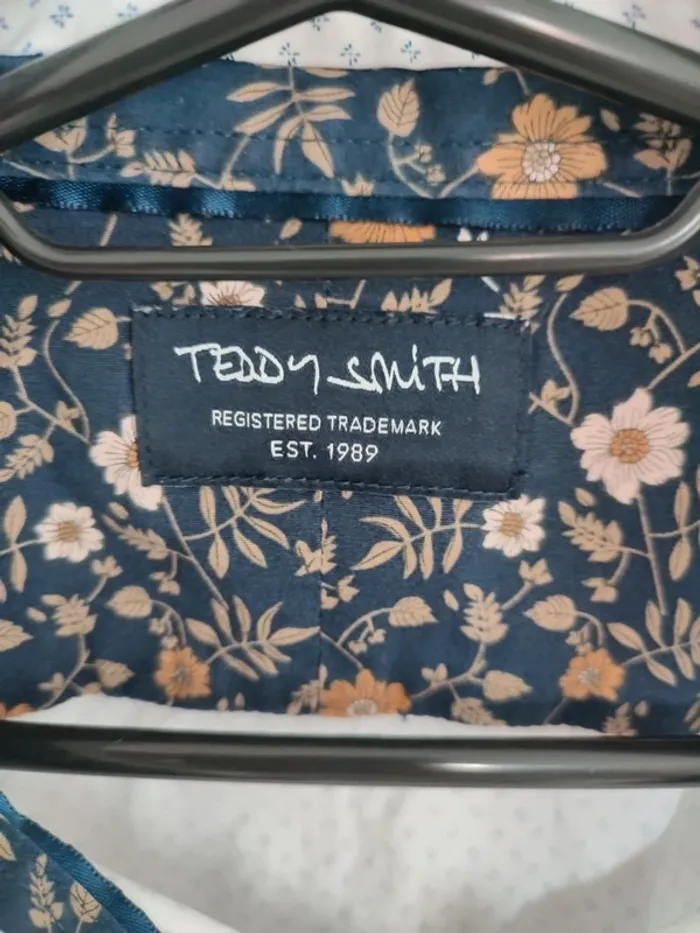 TEDDY SMITH
REGISTERED TRADEMARK
EST. 1989